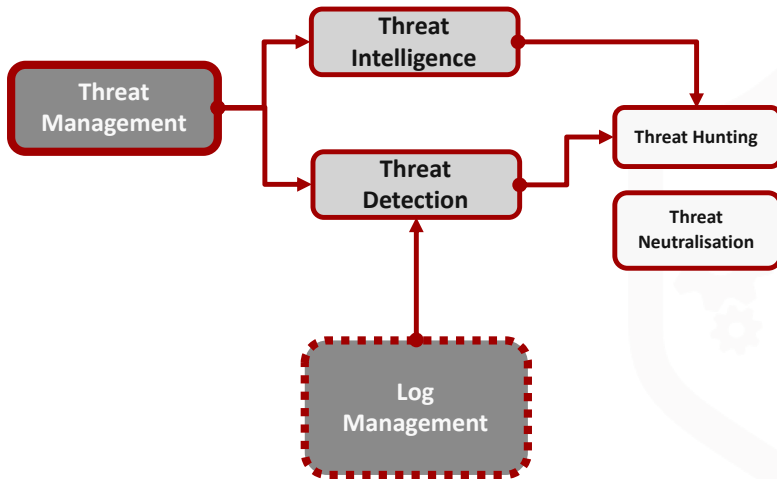 Threat
Intelligence
Threat
Management
Threat Hunting
Threat
Detection
Threat
Neutralisation
Log
Management